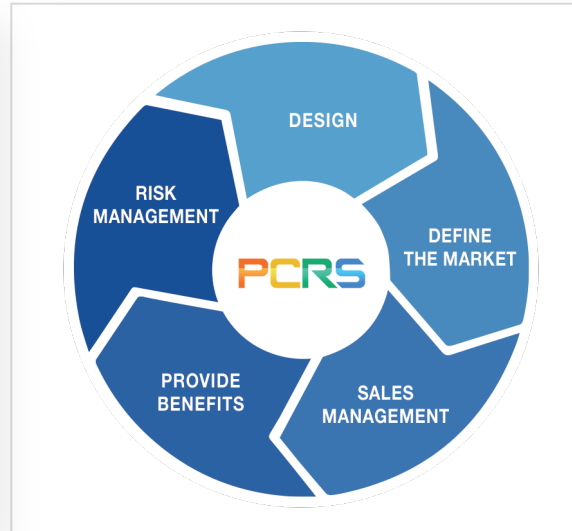 DESIGN
DEFINE
THE MARKET
SALES
MANAGEMENT
PROVIDE
BENEFITS
RISK
MANAGEMENT
PCRS